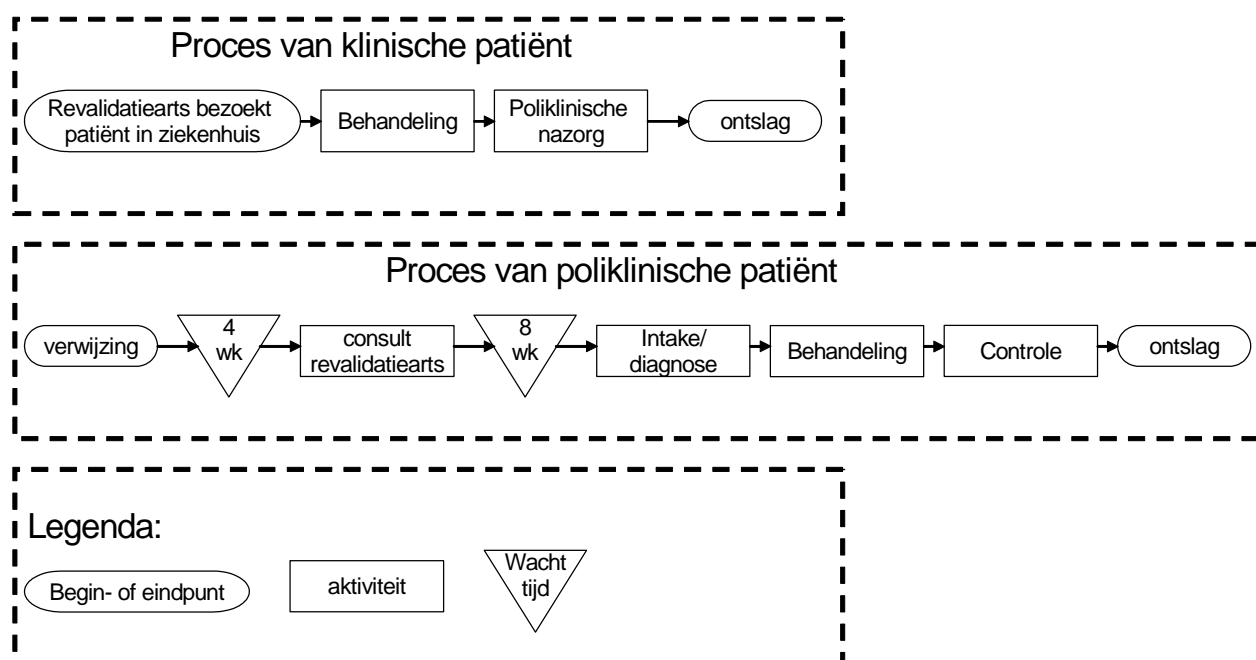 Proces van klinische patiënt
Revalidatiearts bezoekt
patiënt in ziekenhuis
Behandeling
Poliklinische
nazorg
ontslag
Proces van poliklinische patiënt
verwijzing
4
wk
consult
revalidatiearts
8
wk
Intake/
diagnose
Behandeling
Controle
ontslag
Legenda:
Begin- of eindpunt
aktiviteit
Wacht
tijd